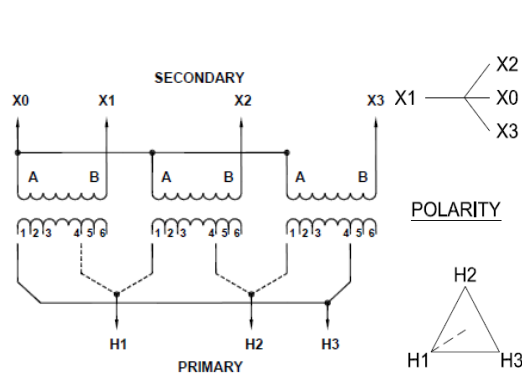 SECONDARY
X0 X1 X2 X3
A B A B A B
1 2 3 4 5 6 1 2 3 4 5 6 1 2 3 4 5 6
H1 H2 H3
PRIMARY
X2
X1 X0
X3
POLARITY
H2
H1 H3